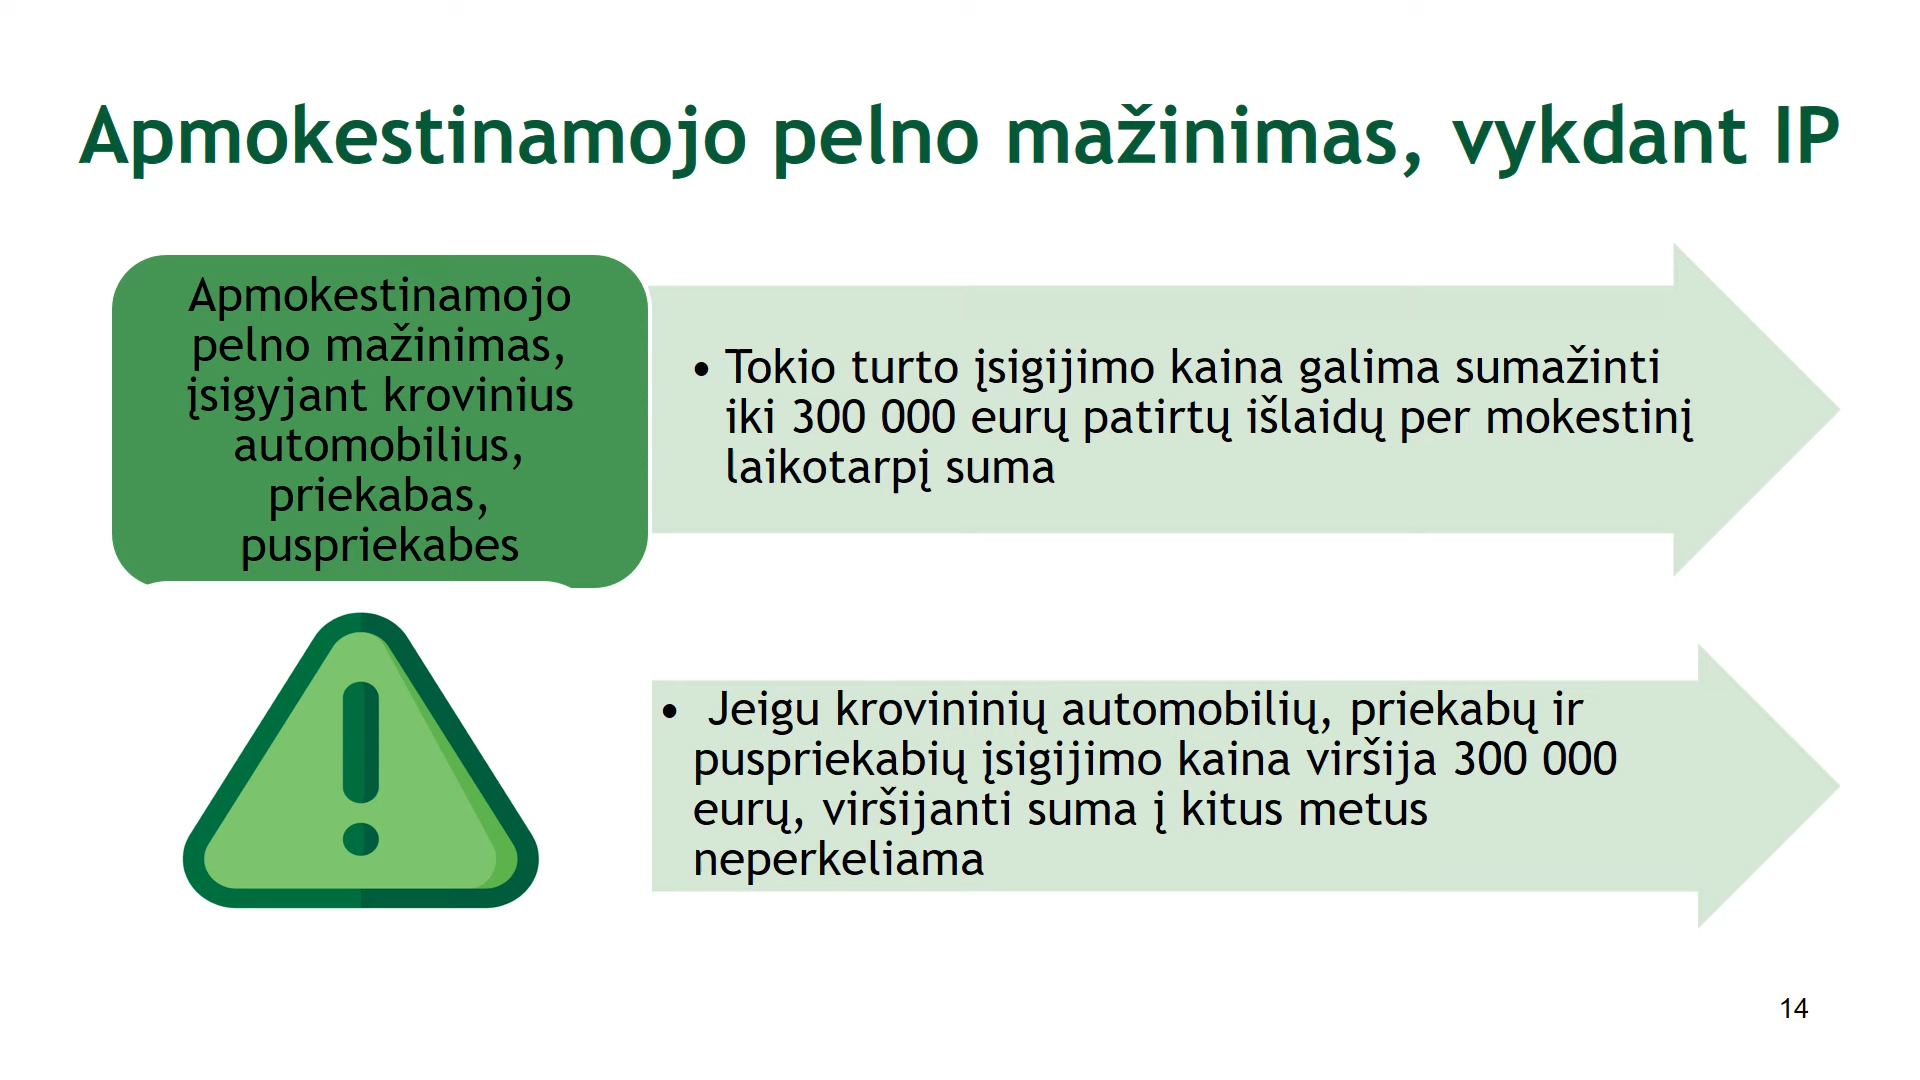 Apmokestinamojo pelno mažinimas, vykdant IP
Apmokestinamojo
pelno mažinimas,
įsigyjant krovinius
automobilius,
priekabas,
puspriekabes
• Tokio turto įsigijimo kaina galima sumažinti
iki 300 000 eurų patirtų išlaidų per mokestinį
laikotarpį suma
• Jeigu krovininių automobilių, priekabų ir
puspriekabių įsigijimo kaina viršija 300 000
eurų, viršijanti suma į kitus metus
neperkeliama
14